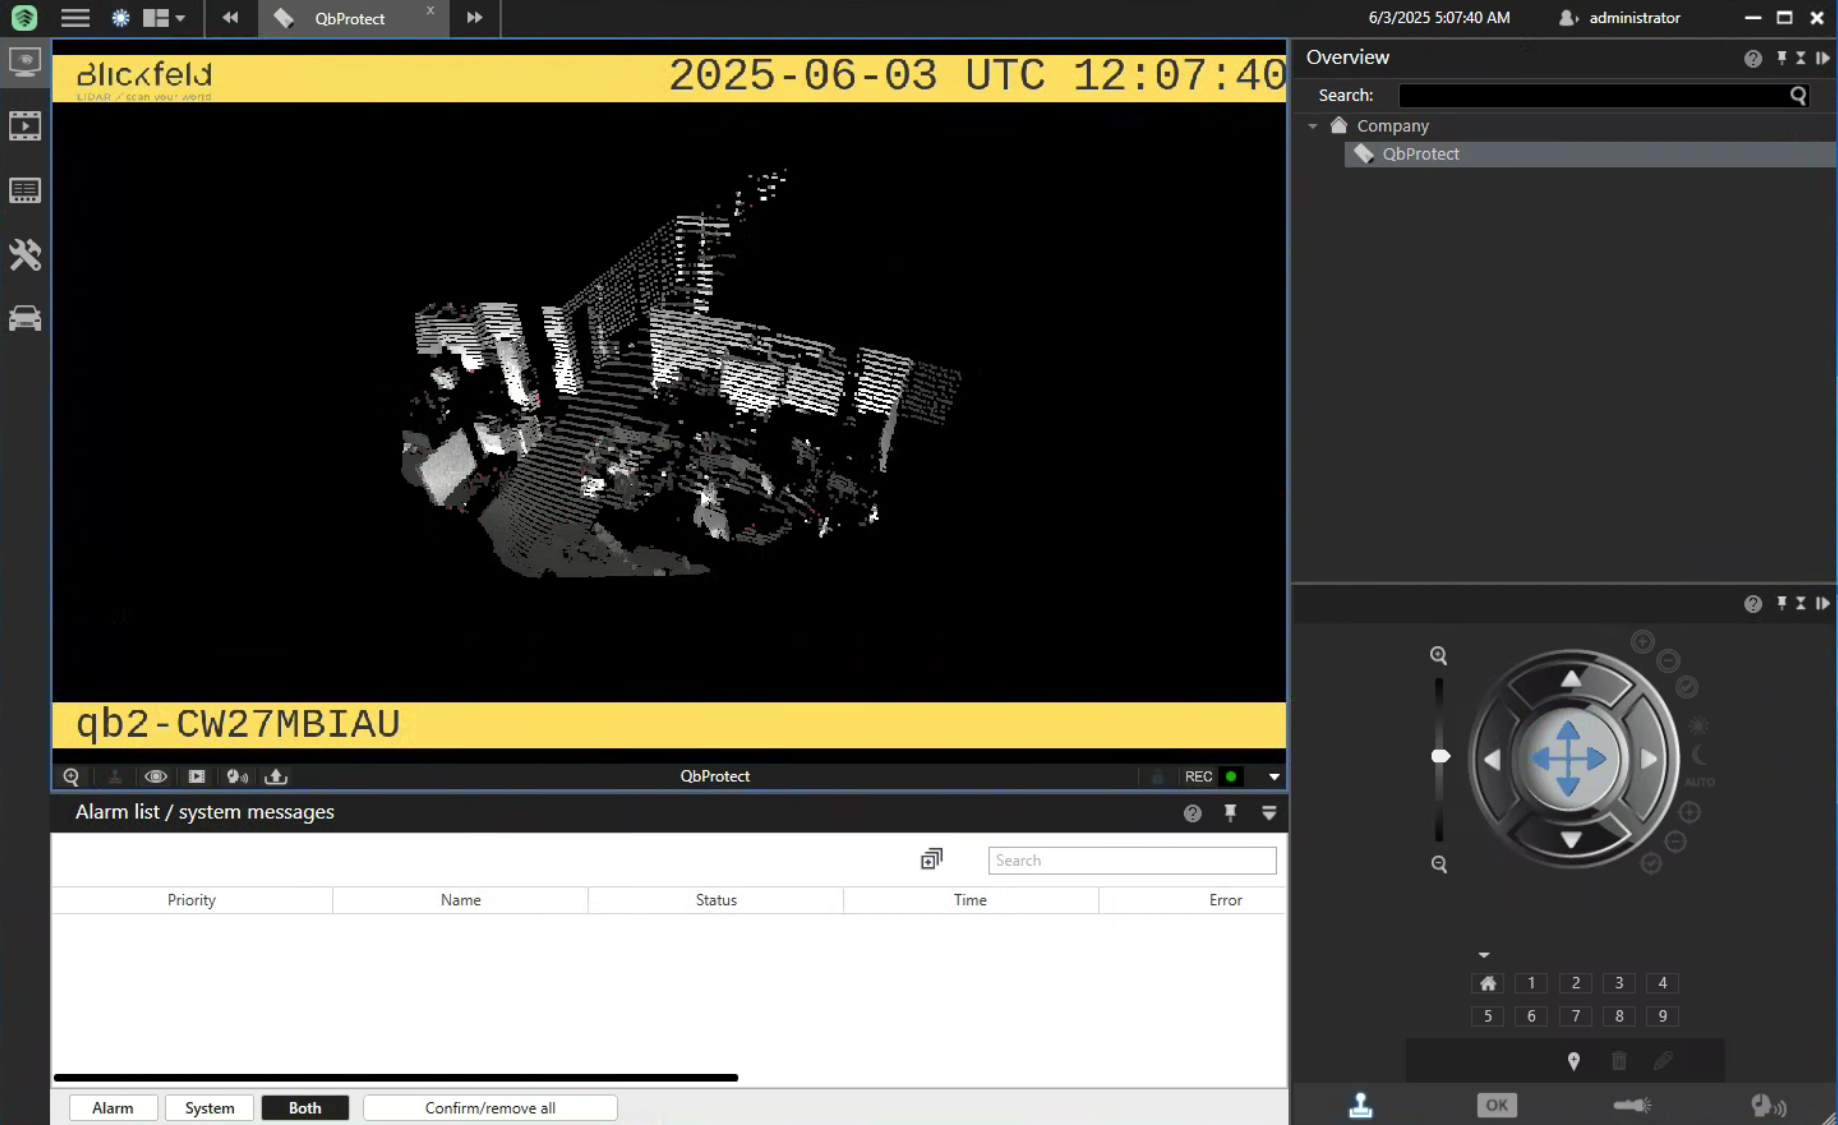 QbProtect
x
6/3/2025 5:07:40 AM
administrator
Blickfeld
LiDAR / scan your world
2025-06-03 UTC 12:07:40
qb2-CW27MBIAU
QbProtect
REC
Overview
Search:
Company
QbProtect
AUTO
1 2 3 4
5 6 7 8 9
OK
Alarm list / system messages
Search
Priority Name Status Time Error
Alarm System Both Confirm/remove all